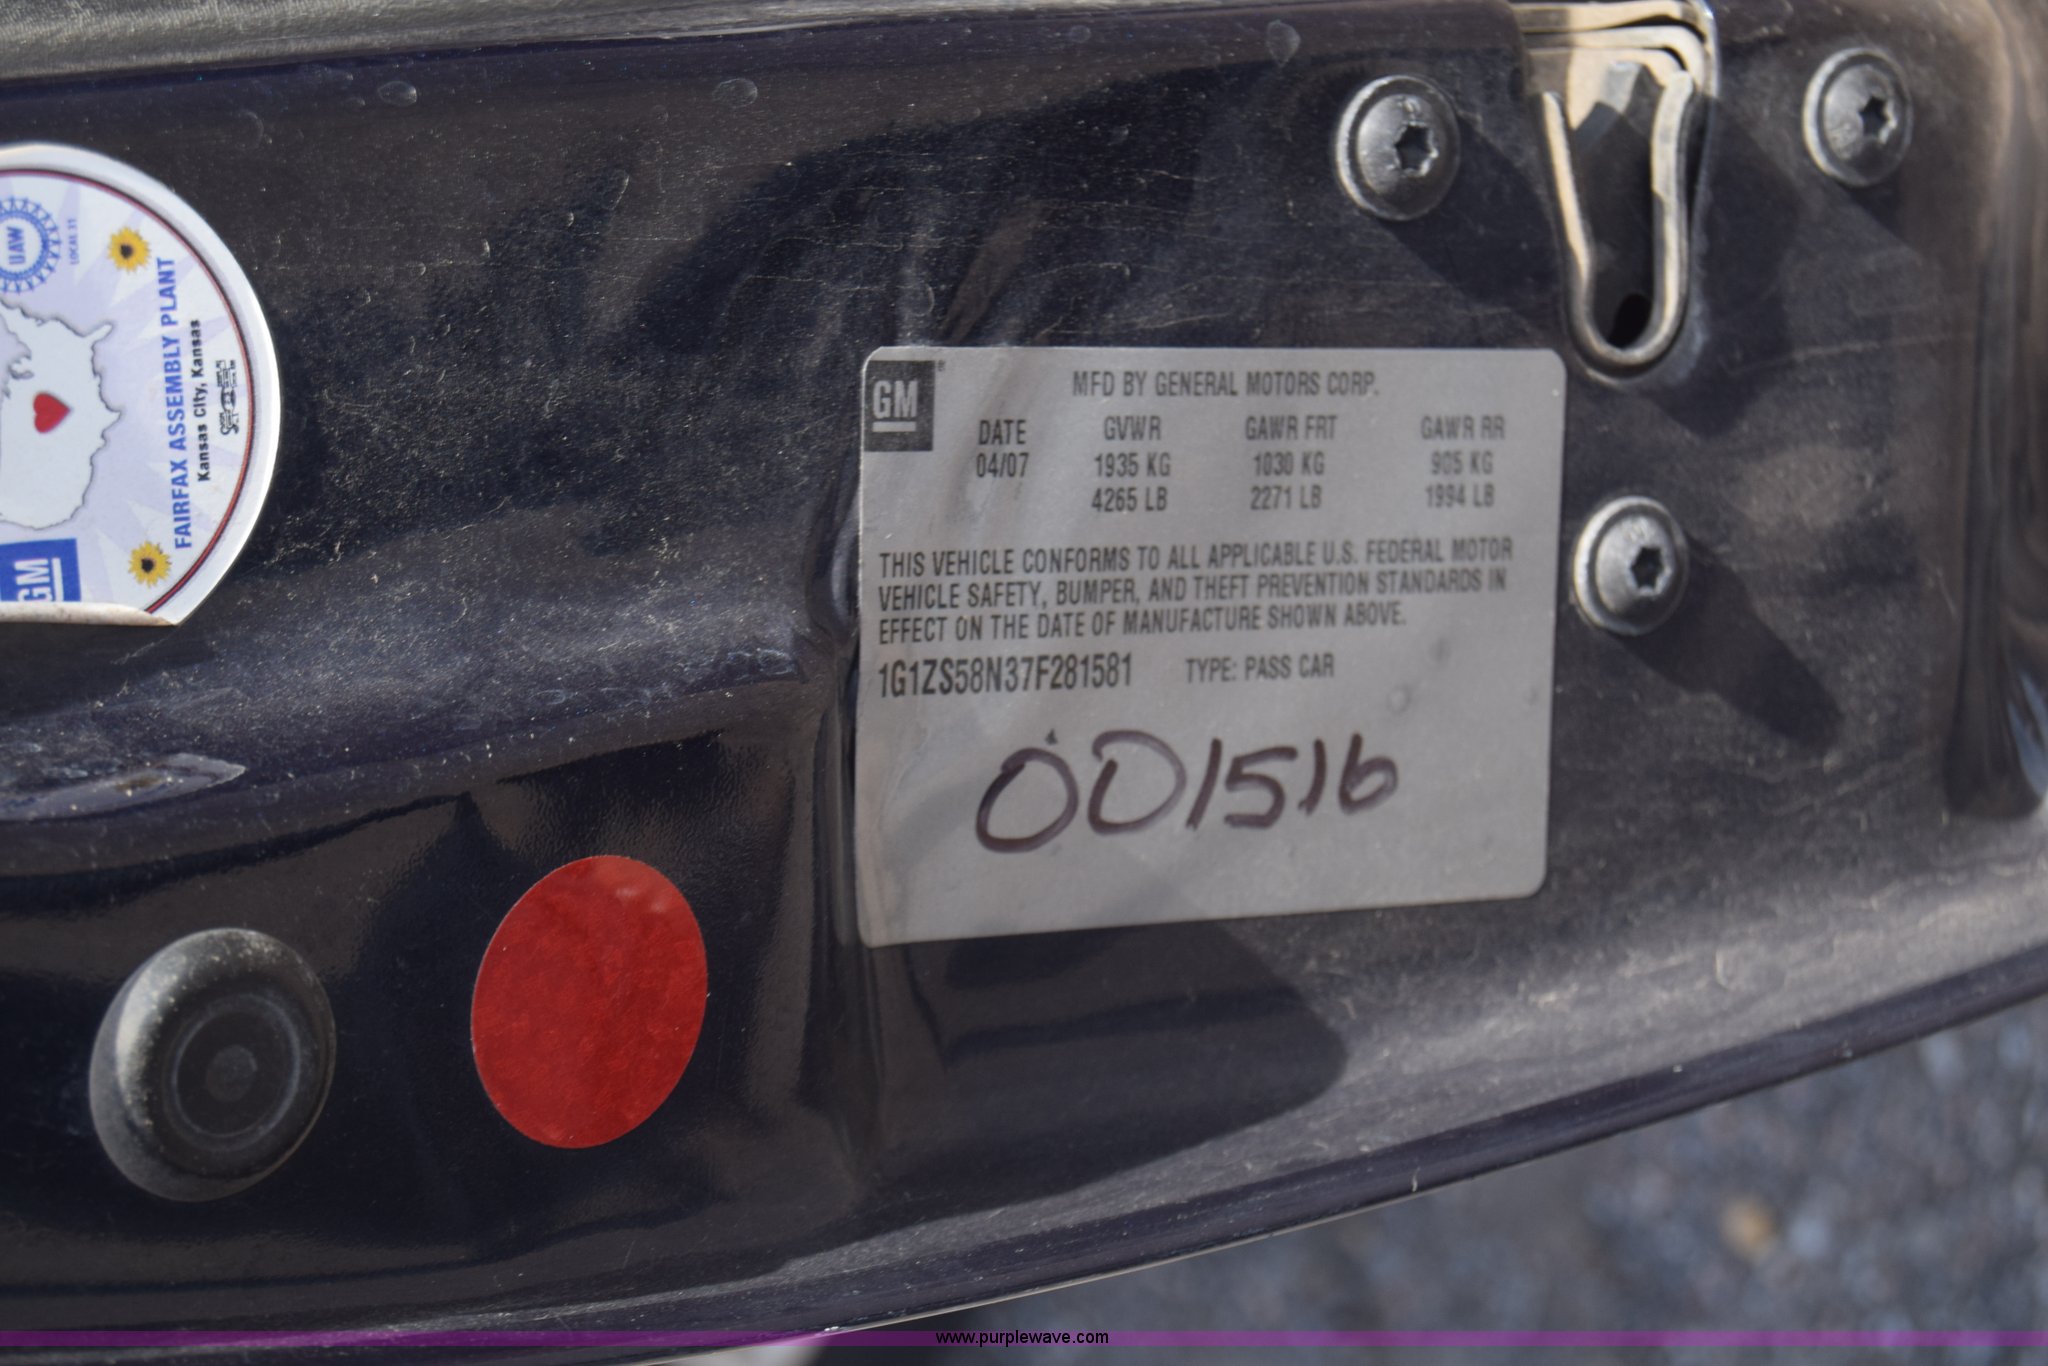 GM
MFD BY GENERAL MOTORS CORP.
DATE GVWR GAWR FRT GAWR RR
04/07 1935 KG 1030 KG 905 KG
4265 LB 2271 LB 1994 LB
THIS VEHICLE CONFORMS TO ALL APPLICABLE U.S. FEDERAL MOTOR
VEHICLE SAFETY, BUMPER, AND THEFT PREVENTION STANDARDS IN
EFFECT ON THE DATE OF MANUFACTURE SHOWN ABOVE.
1G1ZS58N37F281581 TYPE: PASS CAR
001516
UAW
LOCAL 31
FAIRFAX ASSEMBLY PLANT
Kansas City, Kansas
GM
www.purplewave.com